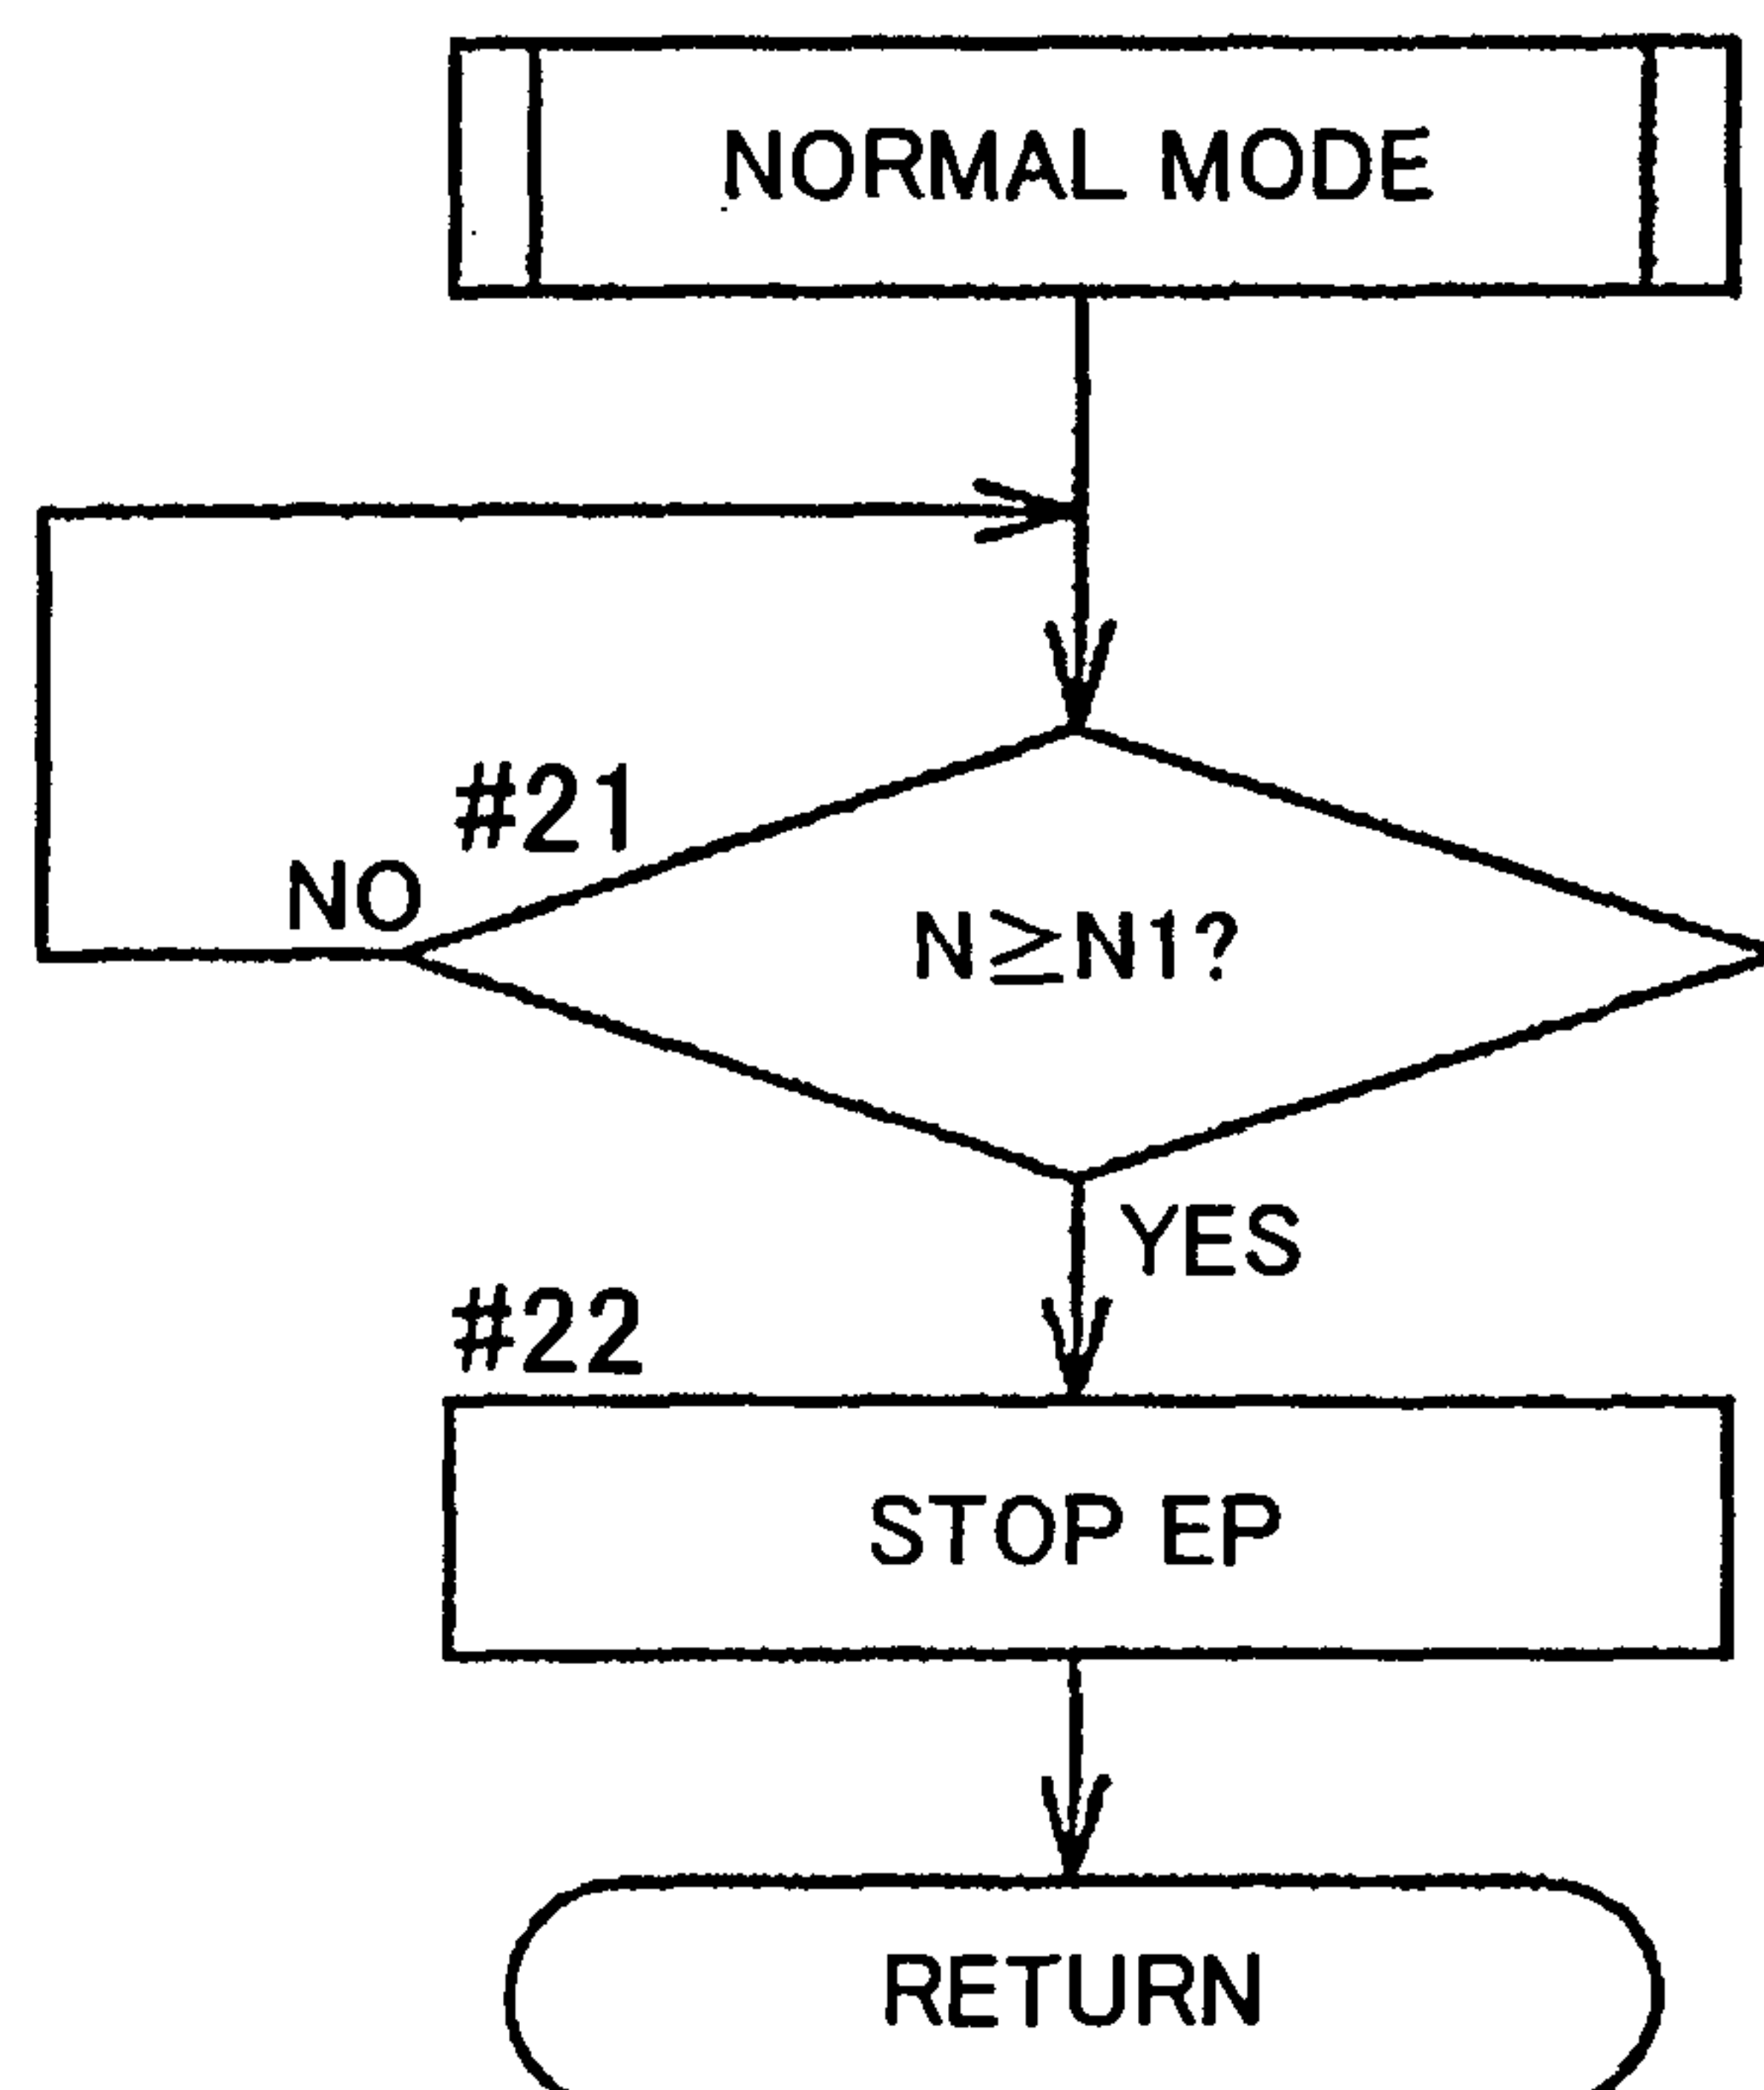 NORMAL MODE
#21
NO
N≥N1?
YES
#22
STOP EP
RETURN